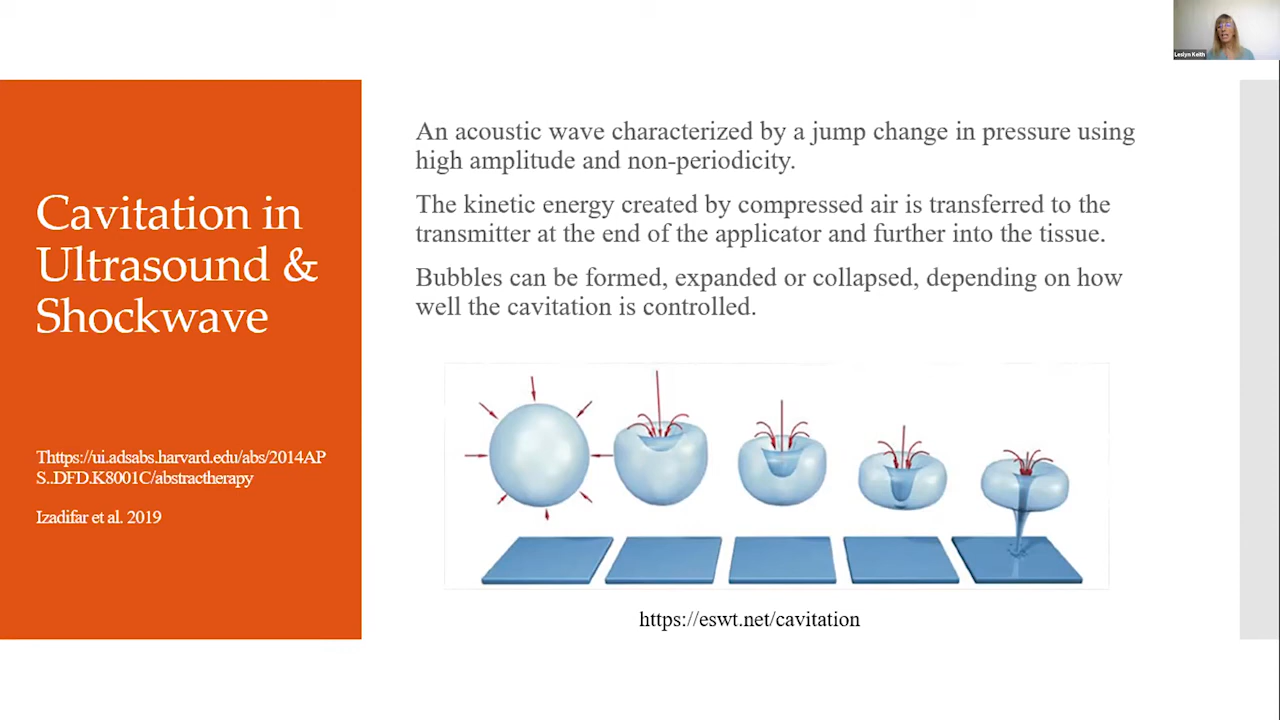 Leslyn Keith
Cavitation in
Ultrasound &
Shockwave
Thttps://ui.adsabs.harvard.edu/abs/2014AP
S..DFD.K8001C/abstractherapy
Izadifar et al. 2019
An acoustic wave characterized by a jump change in pressure using
high amplitude and non-periodicity.
The kinetic energy created by compressed air is transferred to the
transmitter at the end of the applicator and further into the tissue.
Bubbles can be formed, expanded or collapsed, depending on how
well the cavitation is controlled.
https://eswt.net/cavitation